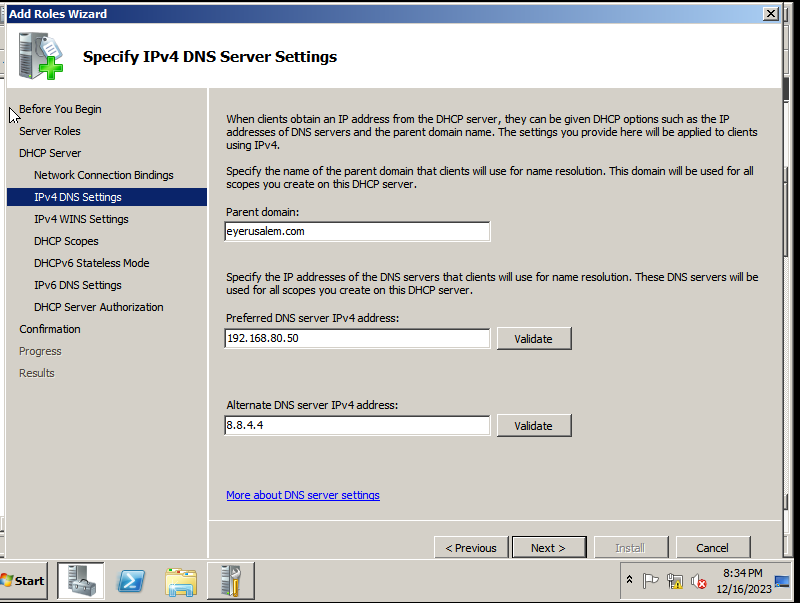 Add Roles Wizard
Specify IPv4 DNS Server Settings
Before You Begin
Server Roles
DHCP Server
Network Connection Bindings
IPv4 DNS Settings
IPv4 WINS Settings
DHCP Scopes
DHCPv6 Stateless Mode
IPv6 DNS Settings
DHCP Server Authorization
Confirmation
Progress
Results
When clients obtain an IP address from the DHCP server, they can be given DHCP options such as the IP
addresses of DNS servers and the parent domain name. The settings you provide here will be applied to clients
using IPv4.
Specify the name of the parent domain that clients will use for name resolution. This domain will be used for all
scopes you create on this DHCP server.
Parent domain:
eyerusalem.com
Specify the IP addresses of the DNS servers that clients will use for name resolution. These DNS servers will be
used for all scopes you create on this DHCP server.
Preferred DNS server IPv4 address:
192.168.80.50
Validate
Alternate DNS server IPv4 address:
8.8.4.4
Validate
More about DNS server settings
< Previous
Next >
Install
Cancel
Start
8:34 PM
12/16/2023